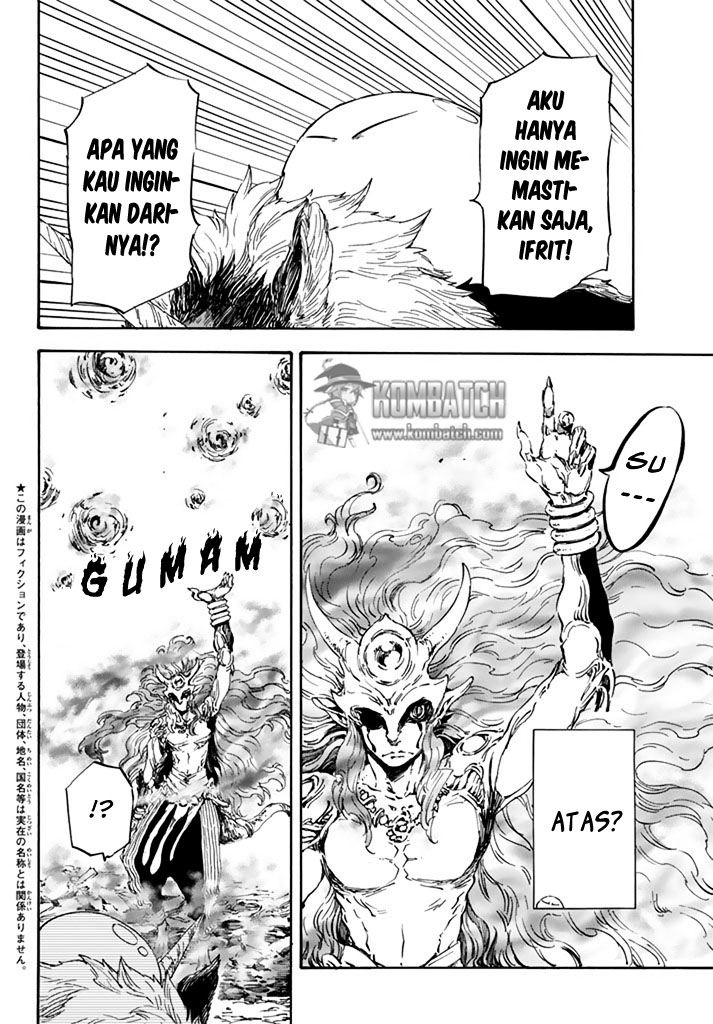 AKU
HANYA
INGIN ME-
MASTI-
KAN SAJA,
IFRIT!
APA YANG
KAU INGIN-
KAN DARI-
NYA!?
KOMBATCH
www.kombatch.com
SU
---
ATAS?
GUMAM
!?
★この漫画はフィクションであり、登場する人物、団体、地名、国名等は実在の名称とは関係ありません。